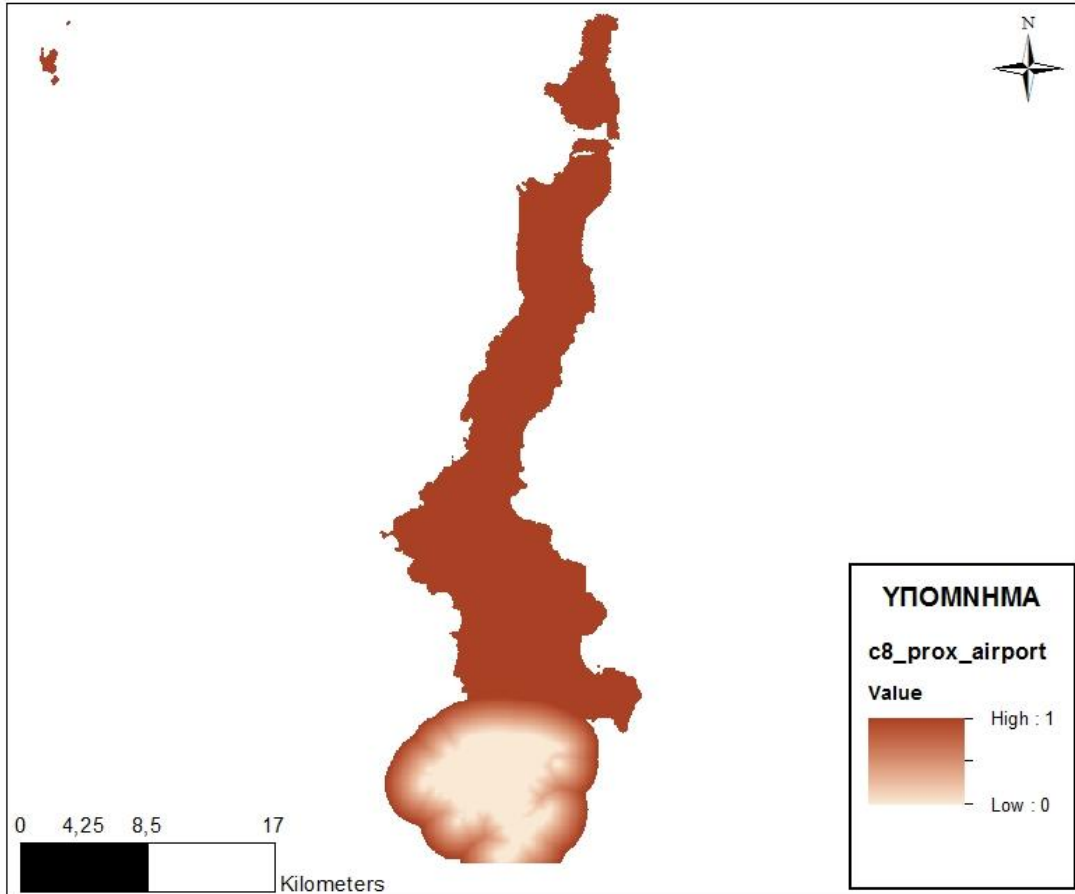 N
ΥΠΟΜΝΗΜΑ
c8_prox_airport
Value
High : 1
Low : 0
0 4,25 8,5 17
Kilometers